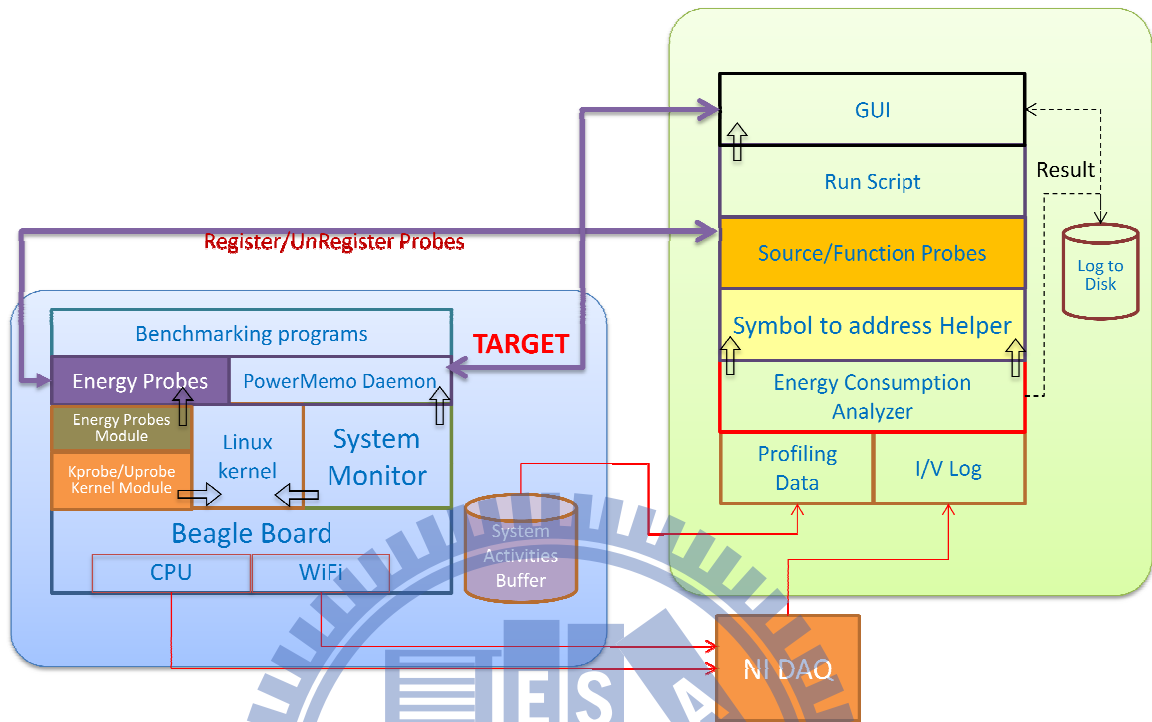 GUI
Run Script
Result
Register/UnRegister Probes
Source/Function Probes
Log to
Disk
Symbol to address Helper
Benchmarking programs
TARGET
Energy Probes
PowerMemo Daemon
Energy Consumption
Analyzer
Energy Probes
Module
Linux
kernel
System
Monitor
Kprobe/Uprobe
Kernel Module
Profiling
Data
I/V Log
Beagle Board
System
Activities
Buffer
CPU
WiFi
NI DAQ
E S A